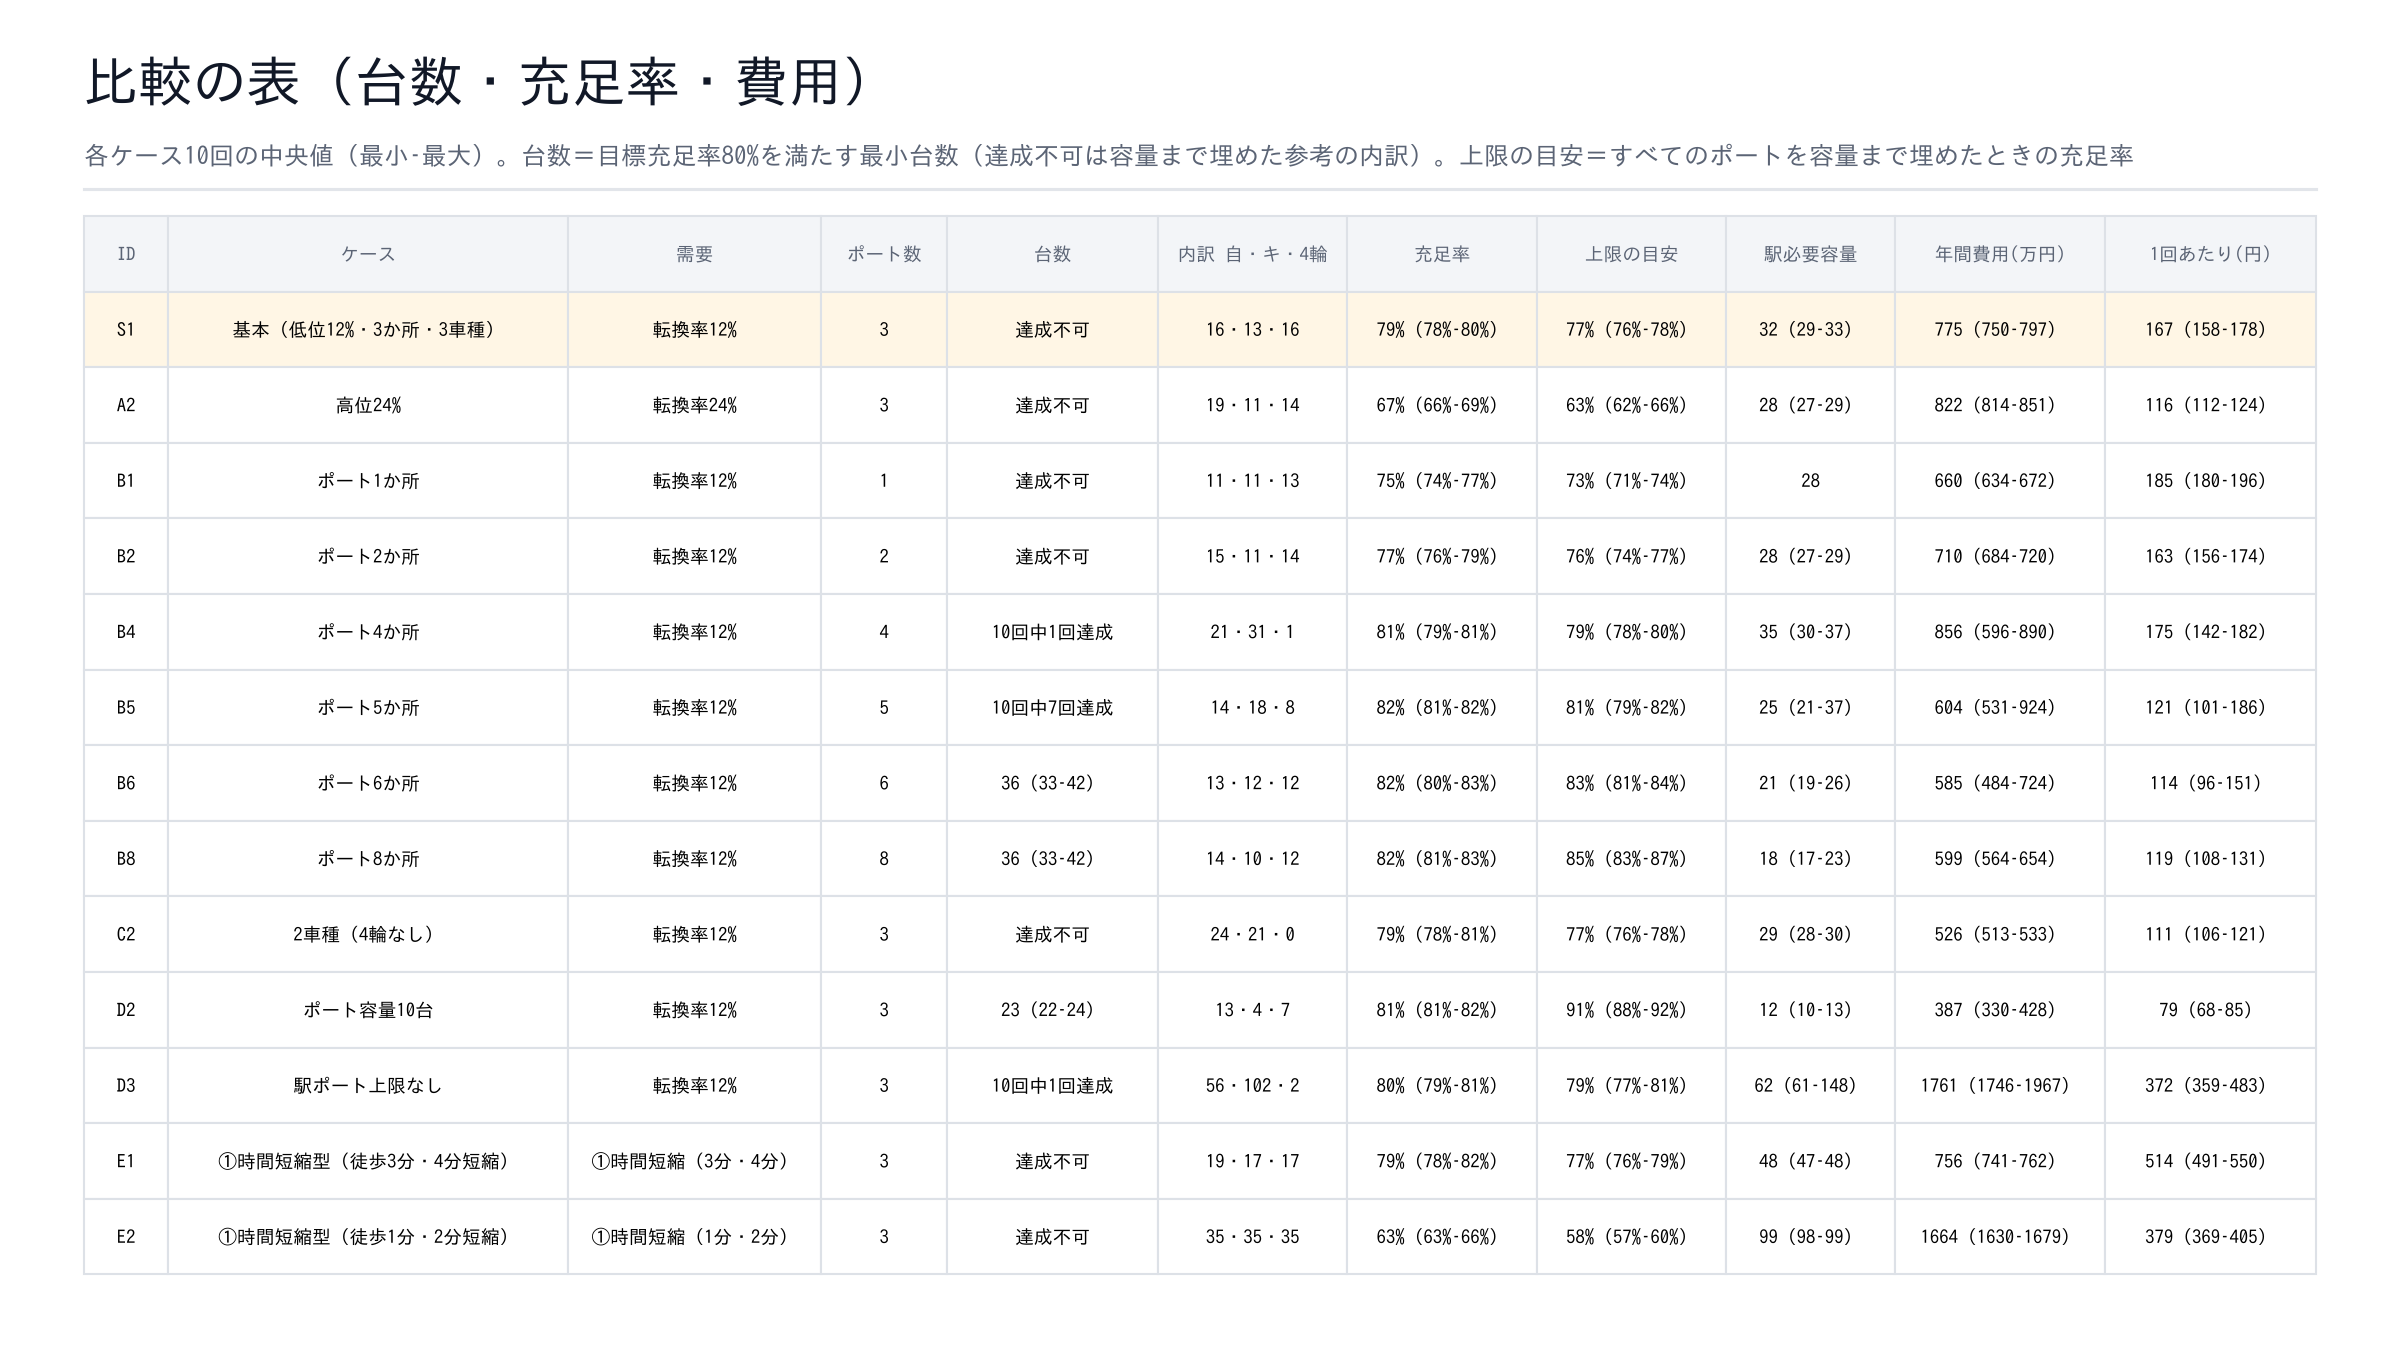 比較の表（台数・充足率・費用）
各ケース10回の中央値（最小-最大）。台数＝目標充足率80%を満たす最小台数（達成不可は容量まで埋めた参考の内訳）。上限の目安＝すべてのポートを容量まで埋めたときの充足率
ID ケース 需要 ポート数 台数 内訳 自・キ・4輪 充足率 上限の目安 駅必要容量 年間費用(万円) 1回あたり(円)
S1 基本（低位12%・3か所・3車種） 転換率12% 3 達成不可 16・13・16 79% (78%-80%) 77% (76%-78%) 32 (29-33) 775 (750-797) 167 (158-178)
A2 高位24% 転換率24% 3 達成不可 19・11・14 67% (66%-69%) 63% (62%-66%) 28 (27-29) 822 (814-851) 116 (112-124)
B1 ポート1か所 転換率12% 1 達成不可 11・11・13 75% (74%-77%) 73% (71%-74%) 28 660 (634-672) 185 (180-196)
B2 ポート2か所 転換率12% 2 達成不可 15・11・14 77% (76%-79%) 76% (74%-77%) 28 (27-29) 710 (684-720) 163 (156-174)
B4 ポート4か所 転換率12% 4 10回中1回達成 21・31・1 81% (79%-81%) 79% (78%-80%) 35 (30-37) 856 (596-890) 175 (142-182)
B5 ポート5か所 転換率12% 5 10回中7回達成 14・18・8 82% (81%-82%) 81% (79%-82%) 25 (21-37) 604 (531-924) 121 (101-186)
B6 ポート6か所 転換率12% 6 36 (33-42) 13・12・12 82% (80%-83%) 83% (81%-84%) 21 (19-26) 585 (484-724) 114 (96-151)
B8 ポート8か所 転換率12% 8 36 (33-42) 14・10・12 82% (81%-83%) 85% (83%-87%) 18 (17-23) 599 (564-654) 119 (108-131)
C2 2車種（4輪なし） 転換率12% 3 達成不可 24・21・0 79% (78%-81%) 77% (76%-78%) 29 (28-30) 526 (513-533) 111 (106-121)
D2 ポート容量10台 転換率12% 3 23 (22-24) 13・4・7 81% (81%-82%) 91% (88%-92%) 12 (10-13) 387 (330-428) 79 (68-85)
D3 駅ポート上限なし 転換率12% 3 10回中1回達成 56・102・2 80% (79%-81%) 79% (77%-81%) 62 (61-148) 1761 (1746-1967) 372 (359-483)
E1 ①時間短縮型（徒歩3分・4分短縮） ①時間短縮（3分・4分） 3 達成不可 19・17・17 79% (78%-82%) 77% (76%-79%) 48 (47-48) 756 (741-762) 514 (491-550)
E2 ①時間短縮型（徒歩1分・2分短縮） ①時間短縮（1分・2分） 3 達成不可 35・35・35 63% (63%-66%) 58% (57%-60%) 99 (98-99) 1664 (1630-1679) 379 (369-405)